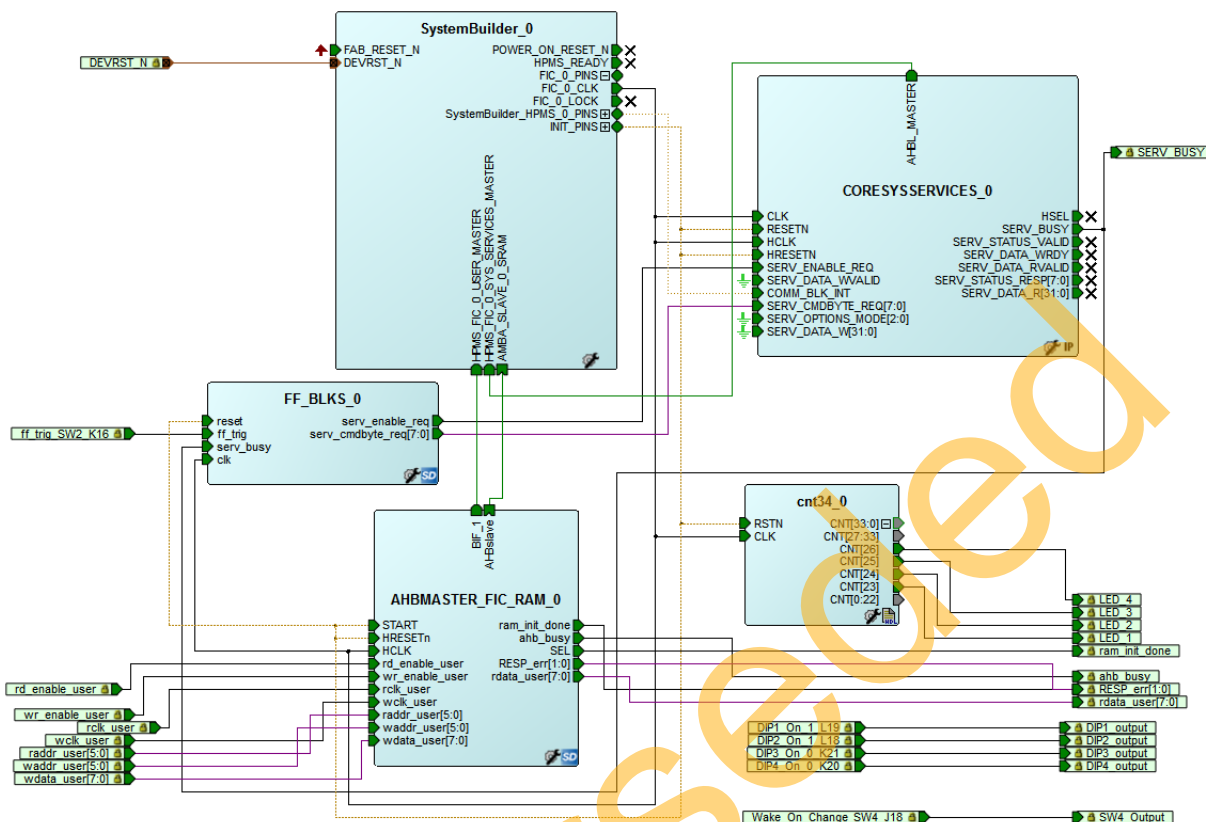 SystemBuilder_0
FAB_RESET_N
DEVRST_N
POWER_ON_RESET_N
HPMS_READY
FIC_0_PINS
FIC_0_CLK
FIC_0_LOCK
SystemBuilder_HPMS_0_PINS
INIT_PINS
HPMS_FIC_0_USER_MASTER
HPMS_FIC_0_SYS_SERVICES_MASTER
AMBA_SLAVE_0_SRAM
DEVRST_N
AHBL_MASTER
CORESYSSERVICES_0
CLK
RESETN
HCLK
HRESETN
SERV_ENABLE_REQ
SERV_DATA_WVALID
COMM_BLK_INT
SERV_CMDBYTE_REQ[7:0]
SERV_OPTIONS_MODE[2:0]
SERV_DATA_W[31:0]
HSEL
SERV_BUSY
SERV_STATUS_VALID
SERV_DATA_WRDY
SERV_DATA_RVALID
SERV_STATUS_RESP[7:0]
SERV_DATA_R[31:0]
IP
SERV_BUSY
FF_BLKS_0
reset
ff_trig
serv_busy
clk
serv_enable_req
serv_cmdbyte_req[7:0]
SD
ff_trig_SW2_K16
BIF_1
AHBslave
AHBMASTER_FIC_RAM_0
START
HRESETn
HCLK
rd_enable_user
wr_enable_user
rclk_user
wclk_user
raddr_user[5:0]
waddr_user[5:0]
wdata_user[7:0]
ram_init_done
ahb_busy
SEL
RESP_err[1:0]
rdata_user[7:0]
SD
rd_enable_user
wr_enable_user
rclk_user
wclk_user
raddr_user[5:0]
waddr_user[5:0]
wdata_user[7:0]
cnt34_0
RSTN
CLK
CNT[33:0]
CNT[27:33]
CNT[26]
CNT[25]
CNT[24]
CNT[23]
CNT[0:22]
HDL
LED_4
LED_3
LED_2
LED_1
ram_init_done
ahb_busy
RESP_err[1:0]
rdata_user[7:0]
DIP1_On_1_L19
DIP2_On_1_L18
DIP3_On_0_K21
DIP4_On_0_K20
DIP1_output
DIP2_output
DIP3_output
DIP4_output
Wake_On_Change_SW4_J18
SW4_Output
seded